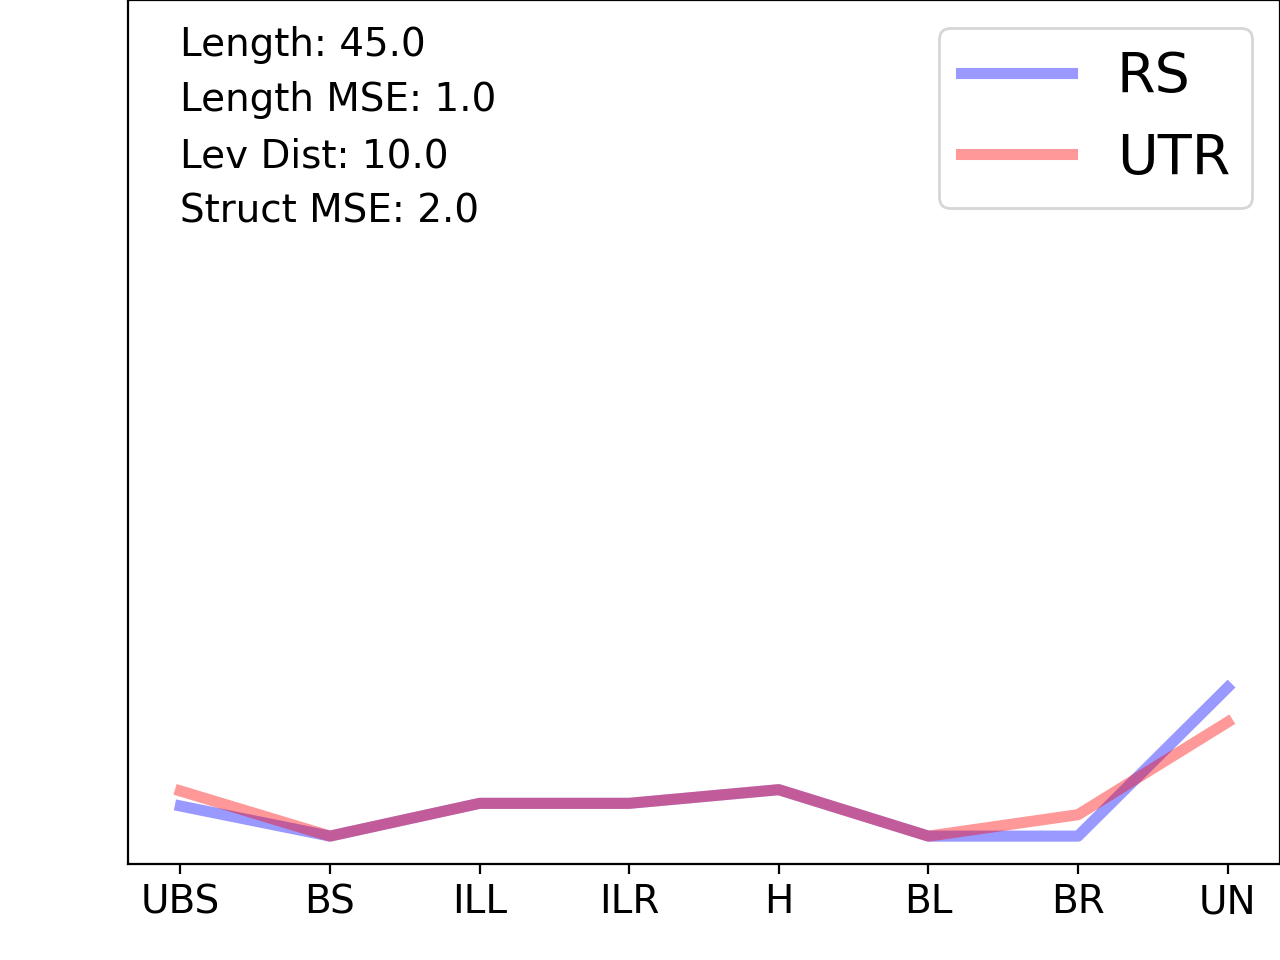 Length: 45.0
Length MSE: 1.0
Lev Dist: 10.0
Struct MSE: 2.0
RS
UTR
UBS BS ILL ILR H BL BR UN